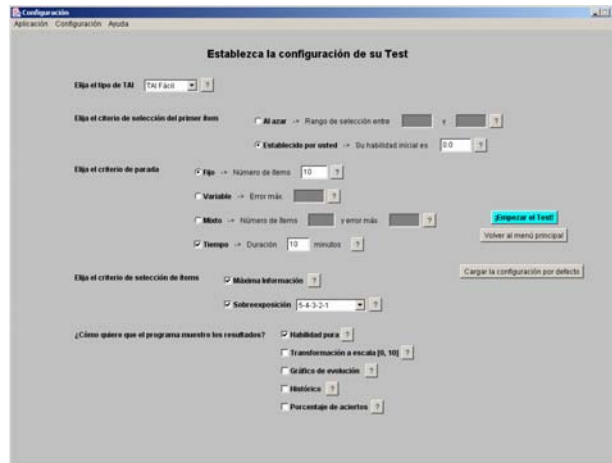 Configuración
Aplicación Configuración Ayuda
Establezca la configuración de su Test
Elija el tipo de TAI TAI Fácil ?
Elija el criterio de selección del primer ítem
Al azar -> Rango de selección entre y ?
Establecido por usted -> Su habilidad inicial es 0.0 ?
Elija el criterio de parada
Fijo -> Número de ítems 10 ?
Variable -> Error máx. ?
Mixto -> Número de ítems y error máx. ?
Tiempo -> Duración 10 minutos ?
¡Empezar el Test!
Volver al menú principal
Cargar la configuración por defecto
Elija el criterio de selección de ítems
Máxima Información ?
Sobreexposición 5-4-3-2-1 ?
¿Cómo quiere que el programa muestre los resultados?
Habilidad pura ?
Transformación a escala [0, 10] ?
Gráfico de evolución ?
Histórico ?
Porcentaje de aciertos ?